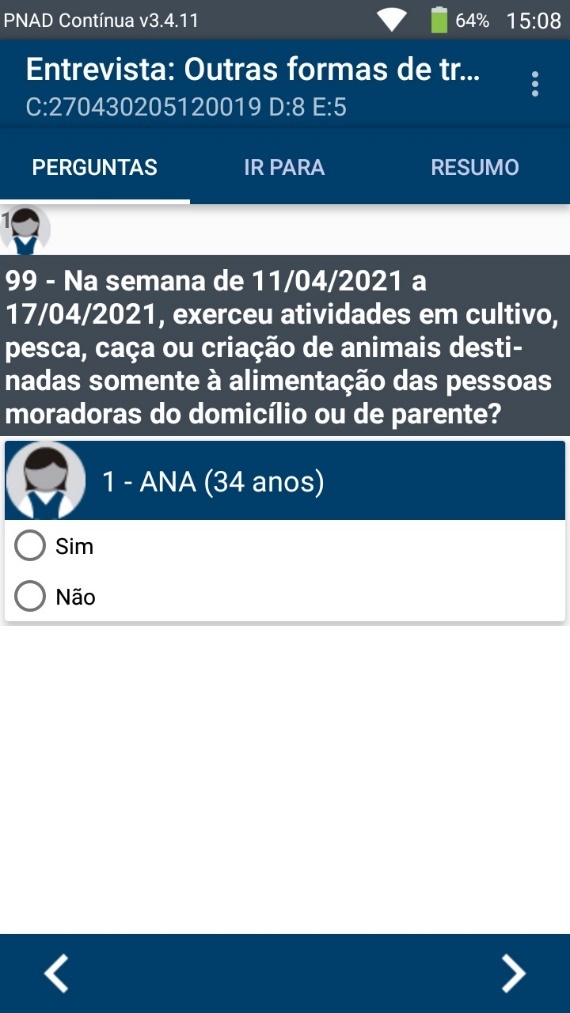 PNAD Contínua v3.4.11 64% 15:08
Entrevista: Outras formas de tr...
C:270430205120019 D:8 E:5
PERGUNTAS IR PARA RESUMO
1
99 - Na semana de 11/04/2021 a
17/04/2021, exerceu atividades em cultivo,
pesca, caça ou criação de animais desti-
nadas somente à alimentação das pessoas
moradoras do domicílio ou de parente?
1 - ANA (34 anos)
Sim
Não